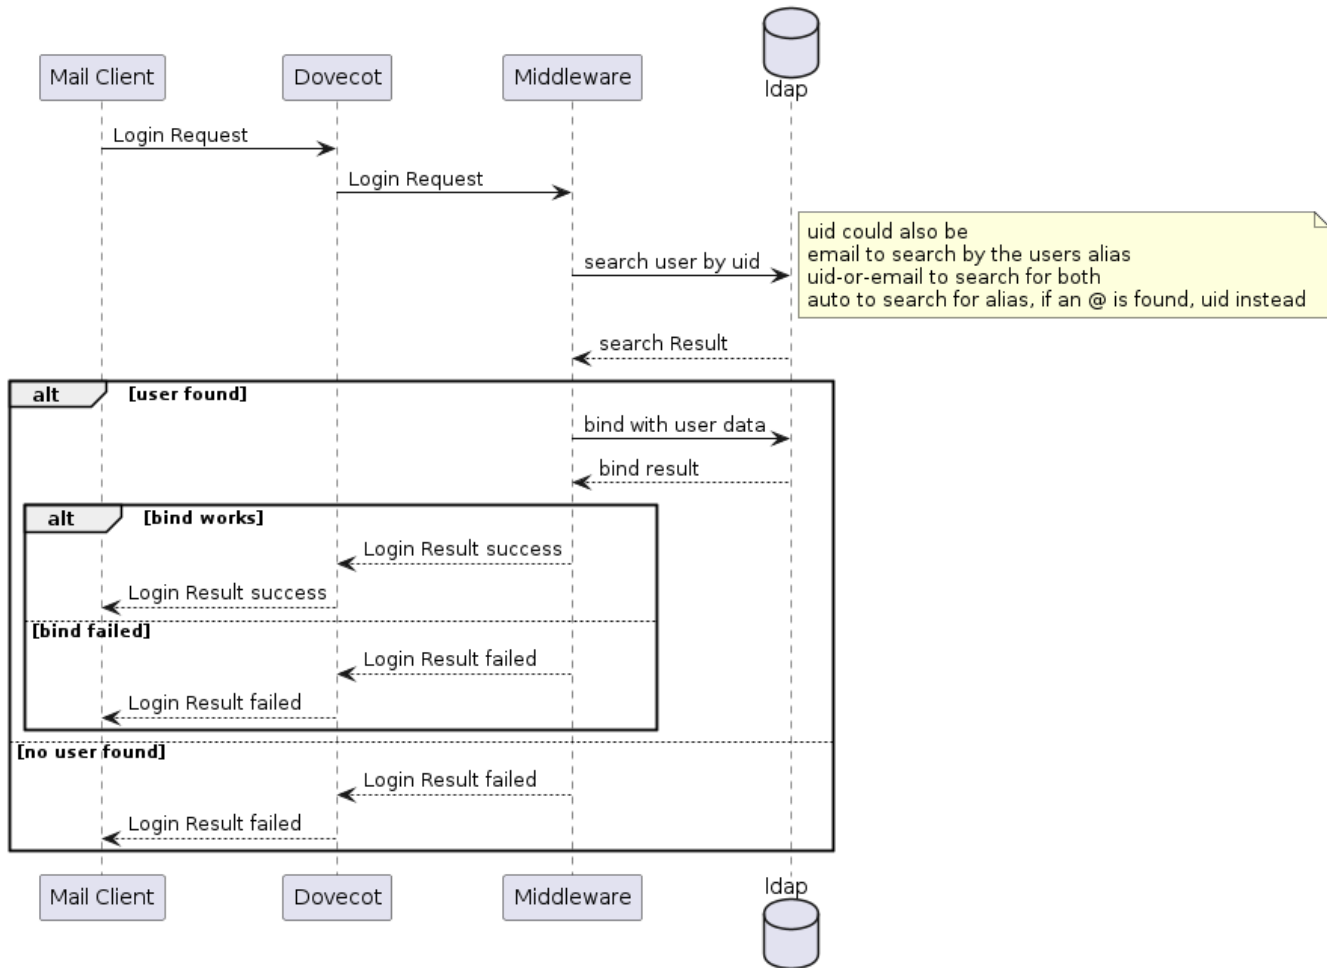 ldap
Mail Client
Dovecot
Middleware
Login Request
Login Request
uid could also be
email to search by the users alias
uid-or-email to search for both
auto to search for alias, if an @ is found, uid instead
search user by uid
search Result
alt [user found]
bind with user data
bind result
alt [bind works]
Login Result success
Login Result success
[bind failed]
Login Result failed
Login Result failed
[no user found]
Login Result failed
Login Result failed
Mail Client
Dovecot
Middleware
ldap